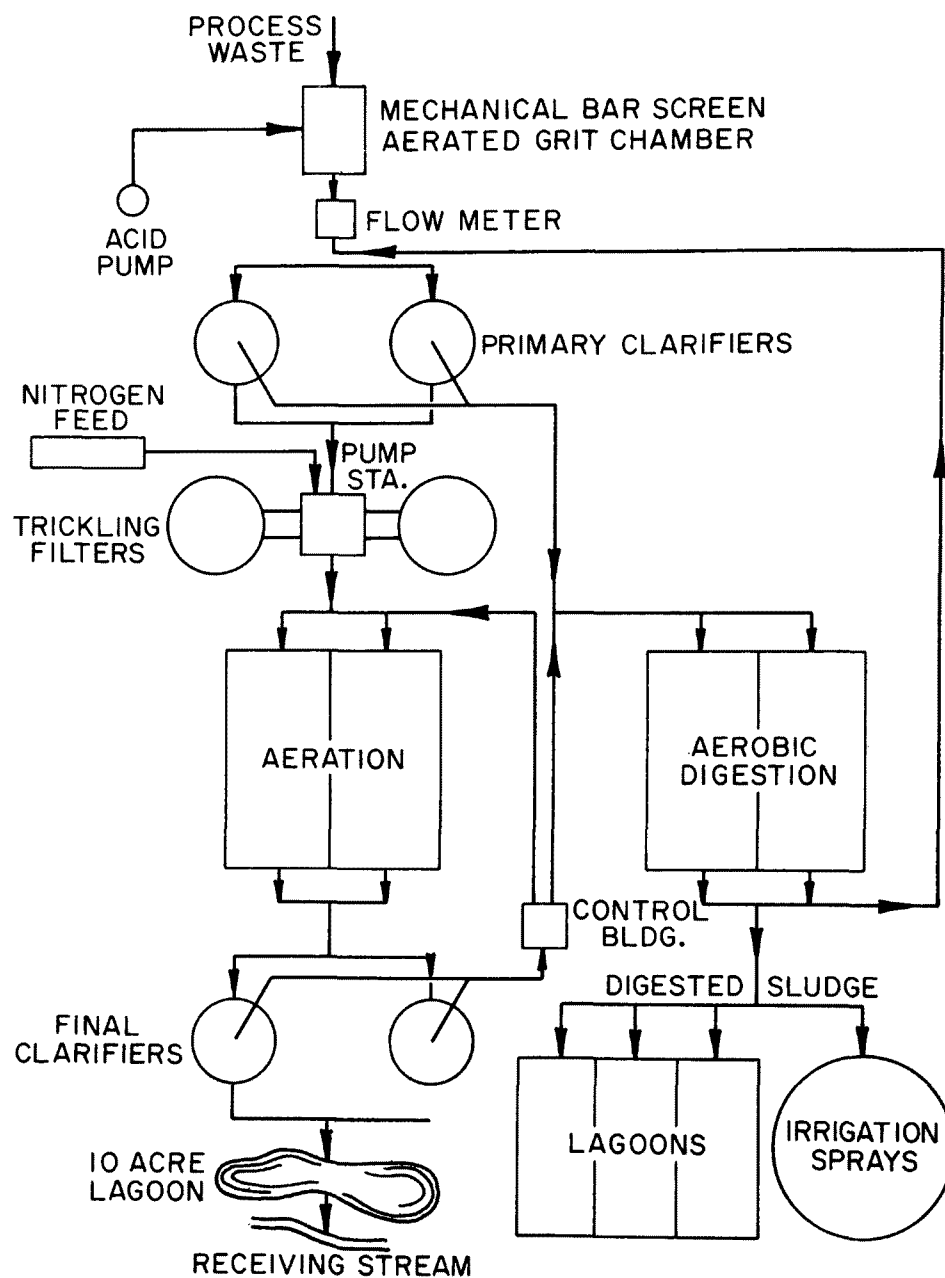 PROCESS
WASTE
MECHANICAL BAR SCREEN
AERATED GRIT CHAMBER
FLOW METER
ACID
PUMP
PRIMARY CLARIFIERS
NITROGEN
FEED
PUMP
STA.
TRICKLING
FILTERS
AERATION
AEROBIC
DIGESTION
CONTROL
BLDG.
DIGESTED SLUDGE
FINAL
CLARIFIERS
LAGOONS
IRRIGATION
SPRAYS
10 ACRE
LAGOON
RECEIVING STREAM